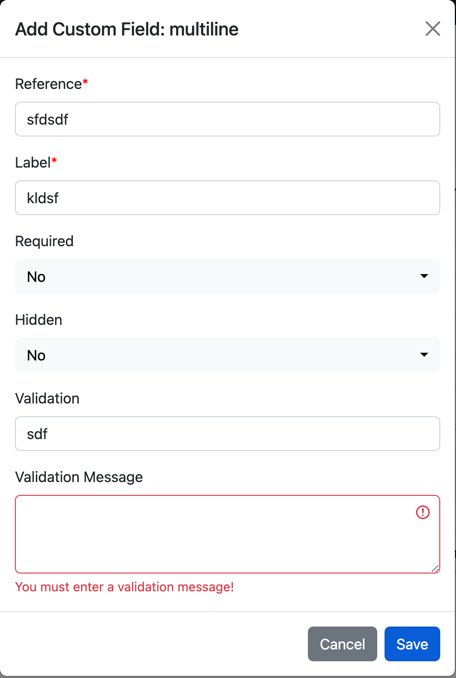 Add Custom Field: multiline
Reference*
sfdsdf
Label*
kldsf
Required
No
Hidden
No
Validation
sdf
Validation Message
You must enter a validation message!
Cancel Save